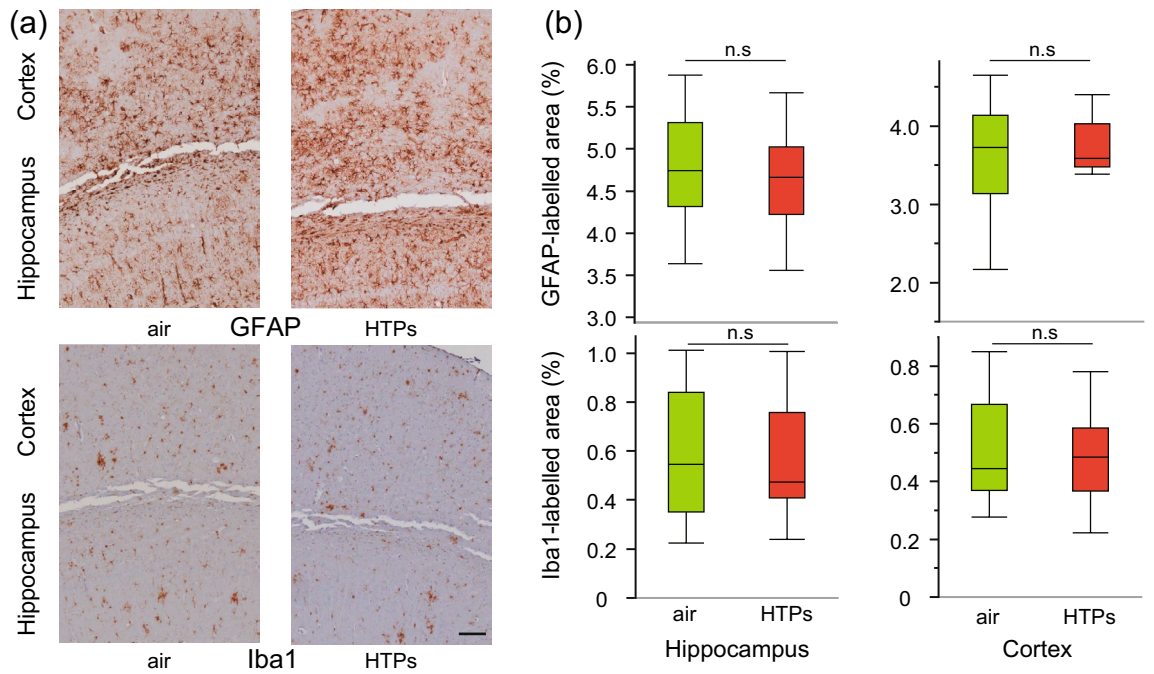 (a)
Cortex
Hippocampus
air GFAP HTPs
Cortex
Hippocampus
air Iba1 HTPs
(b)
GFAP-labelled area (%)
6.0
5.5
5.0
4.5
4.0
3.5
3.0
n.s
4.0
3.0
2.0
n.s
Iba1-labelled area (%)
1.0
0.8
0.6
0.4
0.2
0
n.s
air HTPs
Hippocampus
0.8
0.6
0.4
0.2
0
n.s
air HTPs
Cortex